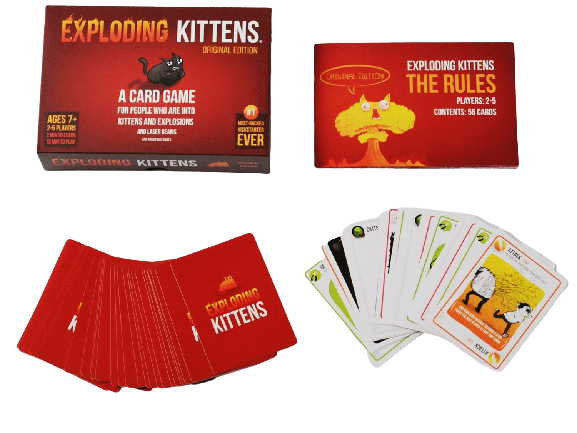 EXPLODING KITTENS
ORIGINAL EDITION
A CARD GAME
FOR PEOPLE WHO ARE INTO
KITTENS AND EXPLOSIONS
AND LASER BEAMS
AGES 7+
2-5 PLAYERS
#1
MOST-BACKED
KICKSTARTER
EVER
EXPLODING KITTENS
ORIGINAL EDITION!
EXPLODING KITTENS
THE RULES
PLAYERS: 2-5
CONTENTS: 56 CARDS
EXPLODING
KITTENS
ATTACK
ATTACK